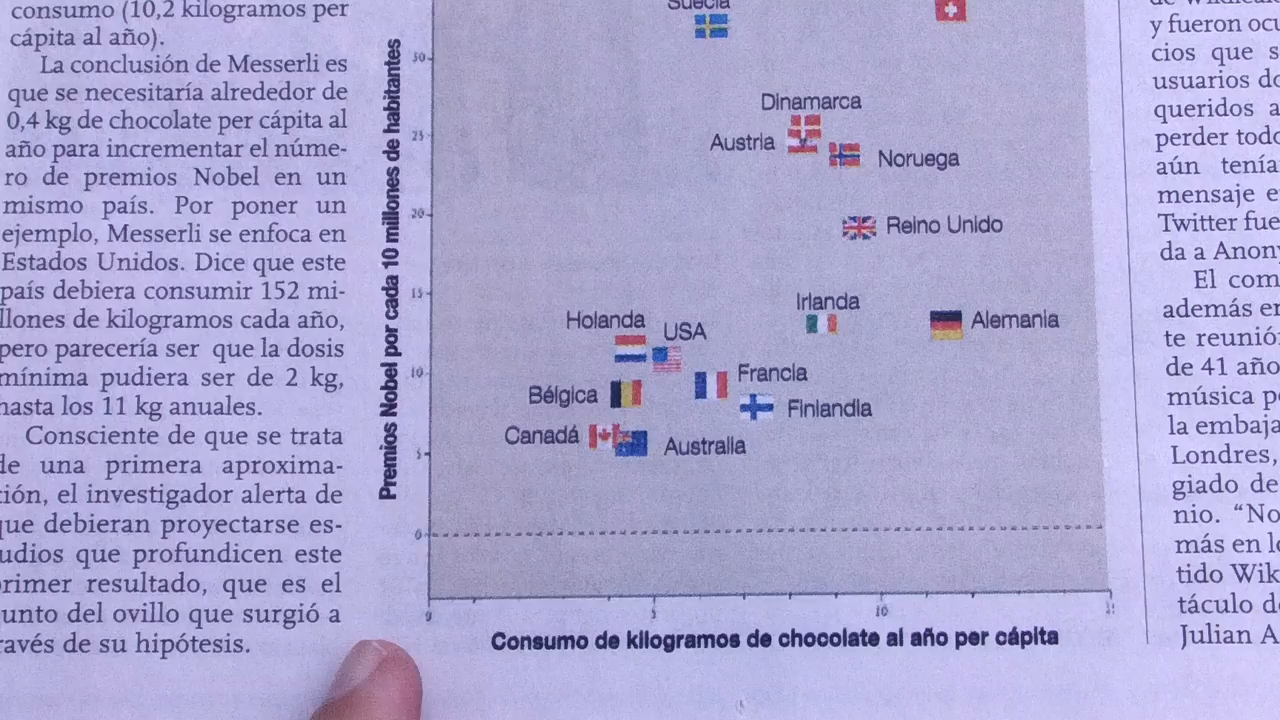 consumo (10,2 kilogramos per
cápita al año).
La conclusión de Messerli es
que se necesitaría alrededor de
0,4 kg de chocolate per cápita al
año para incrementar el núme-
ro de premios Nobel en un
mismo país. Por poner un
ejemplo, Messerli se enfoca en
Estados Unidos. Dice que este
país debiera consumir 152 mi-
llones de kilogramos cada año,
pero parecería ser que la dosis
mínima pudiera ser de 2 kg,
hasta los 11 kg anuales.
Consciente de que se trata
de una primera aproxima-
ción, el investigador alerta de
que debieran proyectarse es-
udios que profundicen este
primer resultado, que es el
unto del ovillo que surgió a
ravés de su hipótesis.
Premios Nobel por cada 10 millones de habitantes
Suecia
30
Dinamarca
25
Austria
Noruega
20
Reino Unido
15
Irlanda
Holanda
USA
Alemania
10
Francia
Bélgica
Finlandia
Canadá
Australia
5
0
0 5 10
Consumo de kilogramos de chocolate al año per cápita
y fueron ocu
cios que s
usuarios do
queridos a
perder todo
aún tenía
mensaje e
Twitter fue
da a Anony
El com
además en
te reunió
de 41 año
música p
la embaja
Londres,
giado de
nio. “No
más en lo
tido Wik
táculo d
Julian A